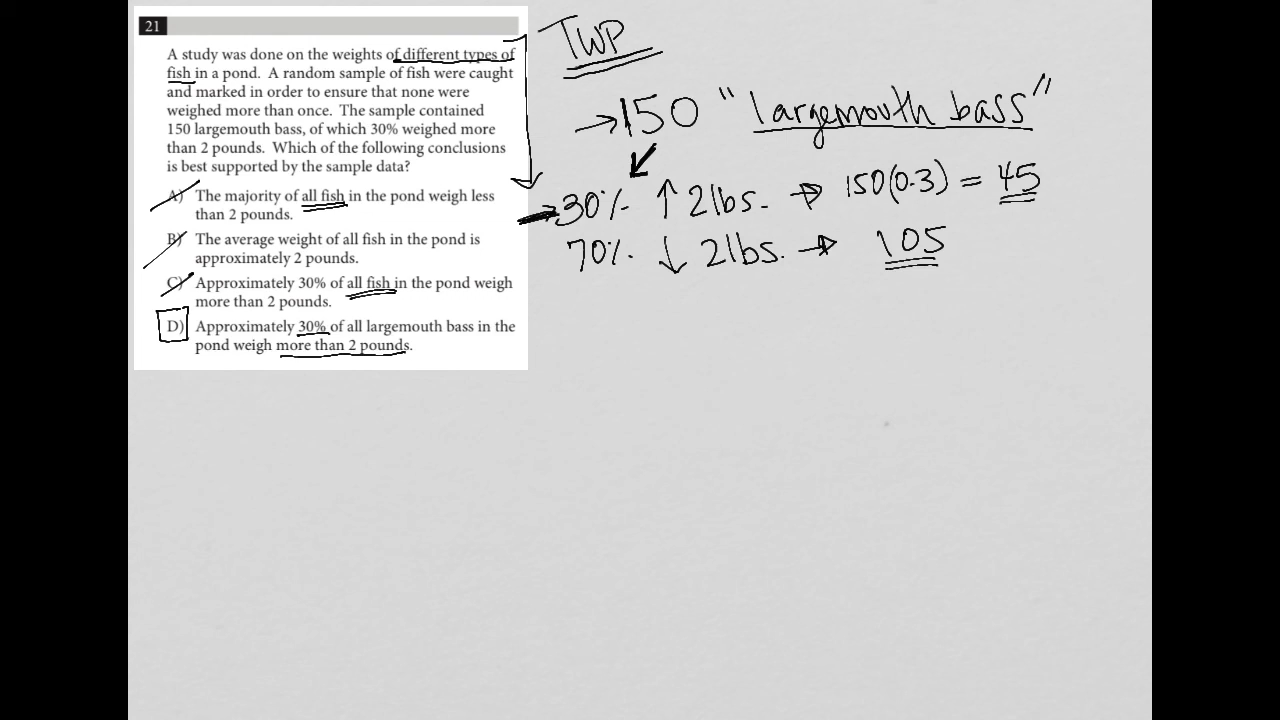 21
A study was done on the weights of different types of
fish in a pond. A random sample of fish were caught
and marked in order to ensure that none were
weighed more than once. The sample contained
150 largemouth bass, of which 30% weighed more
than 2 pounds. Which of the following conclusions
is best supported by the sample data?
A) The majority of all fish in the pond weigh less
than 2 pounds.
B) The average weight of all fish in the pond is
approximately 2 pounds.
C) Approximately 30% of all fish in the pond weigh
more than 2 pounds.
D) Approximately 30% of all largemouth bass in the
pond weigh more than 2 pounds.
TWP
→150 "largemouth bass"
→30% ↑ 2lbs. → 150(0.3) = 45
70% ↓ 2lbs. → 105